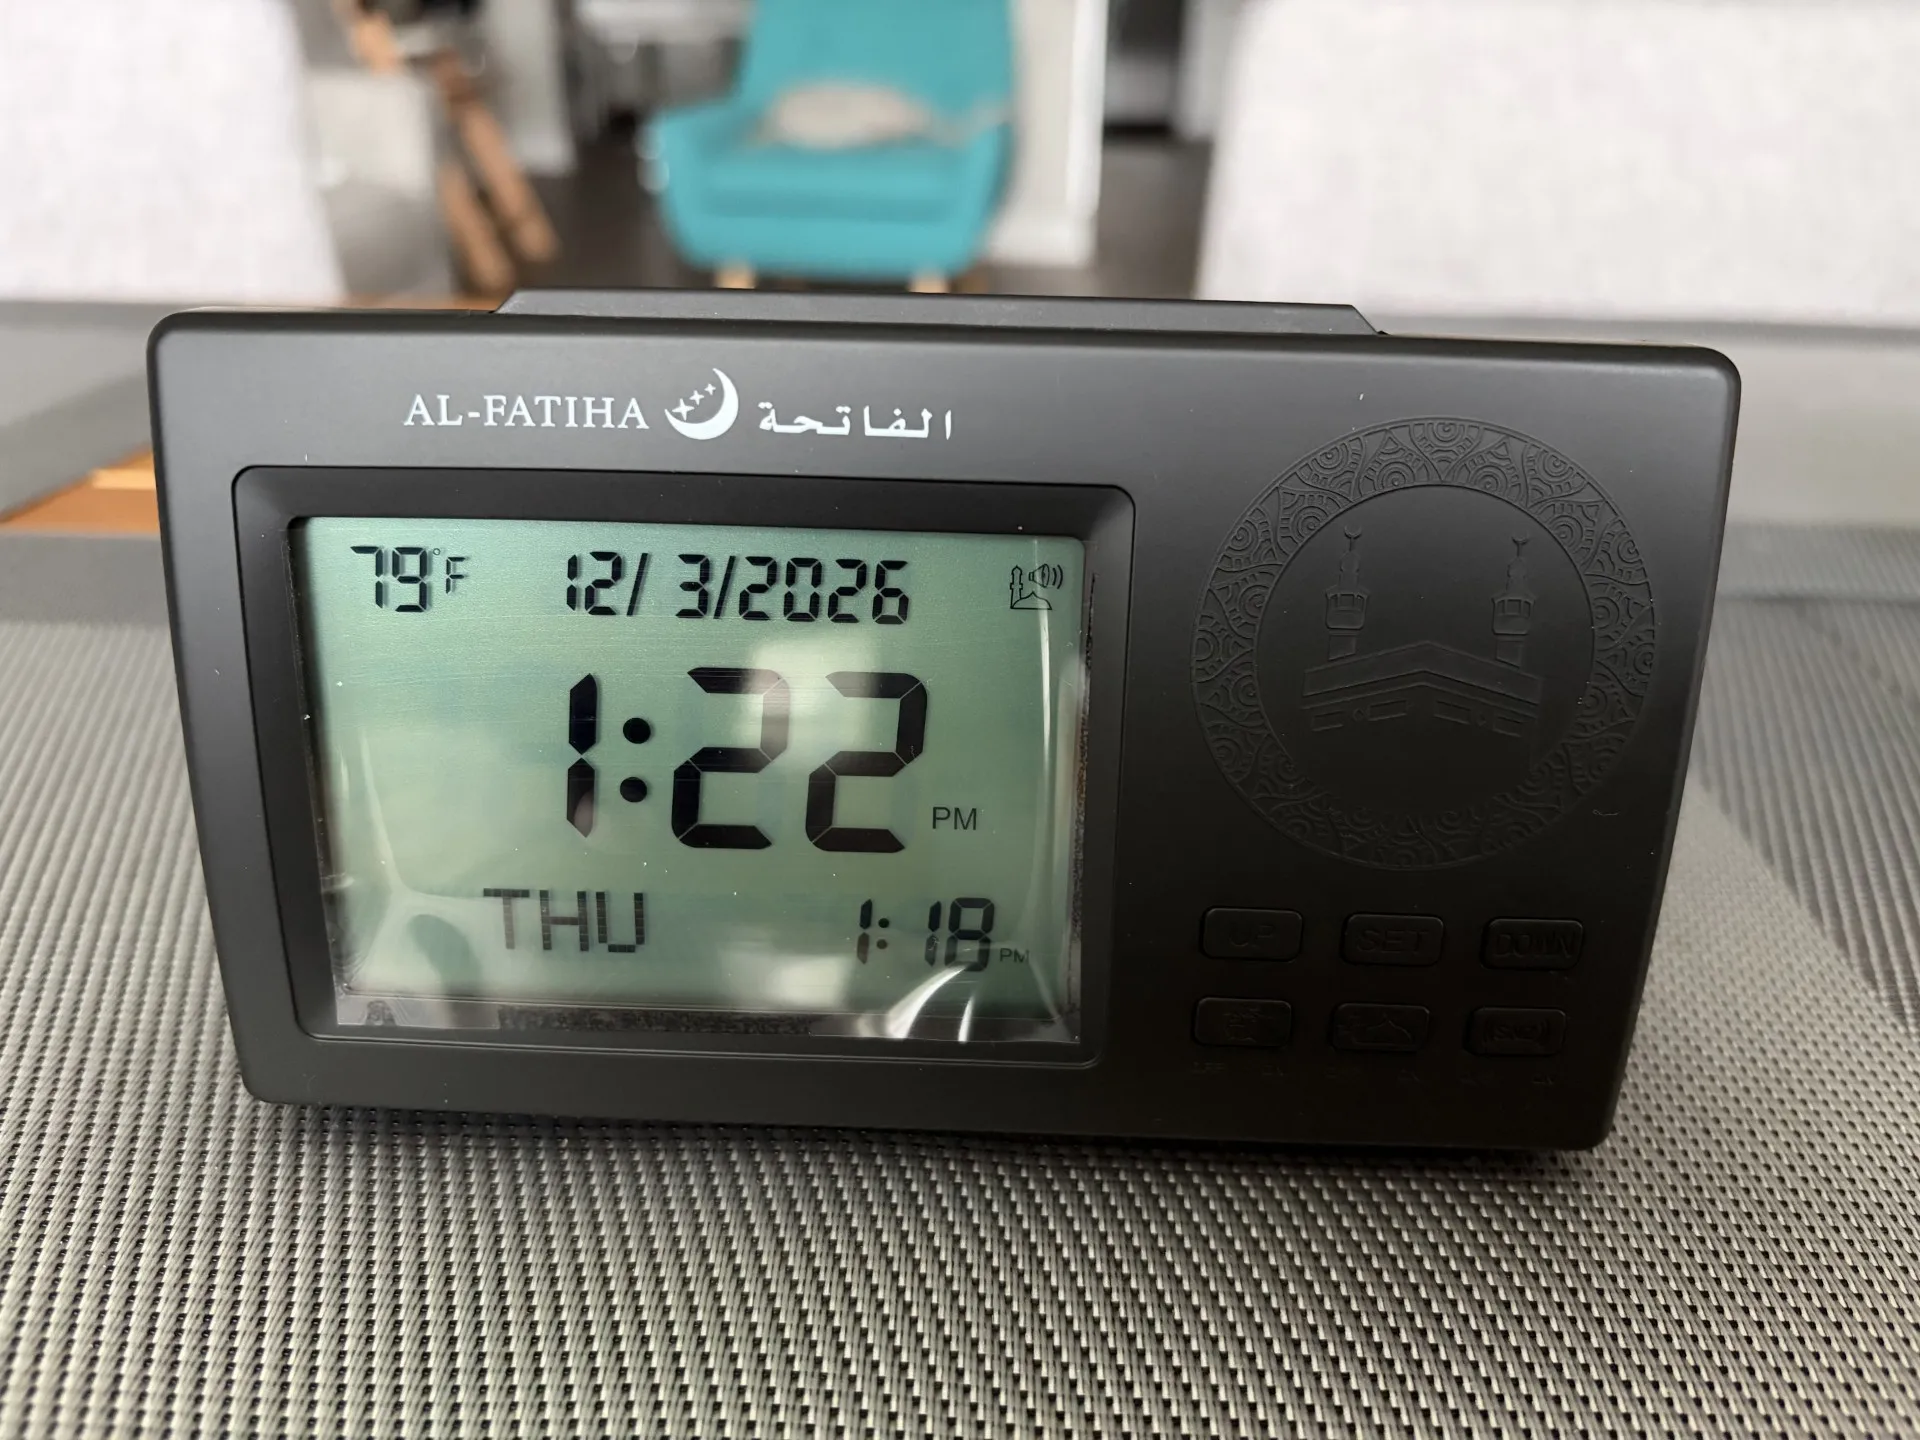 AL-FATIHA الفاتحة
79°F 12/ 3/2026
1:22 PM
THU 1:18 PM
UP SET DOWN